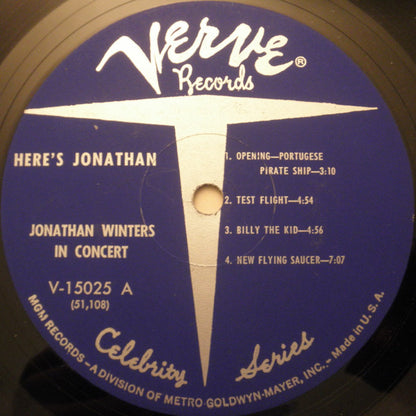 Verve®
Records
HERE'S JONATHAN
JONATHAN WINTERS
IN CONCERT
V-15025 A
(51,108)
1. OPENING—PORTUGESE
PIRATE SHIP—3:10
2. TEST FLIGHT—4:54
3. BILLY THE KID—4:56
4. NEW FLYING SAUCER—7:07
Celebrity Series
MGM RECORDS—A DIVISION OF METRO GOLDWYN-MAYER, INC.—Made in U.S.A.